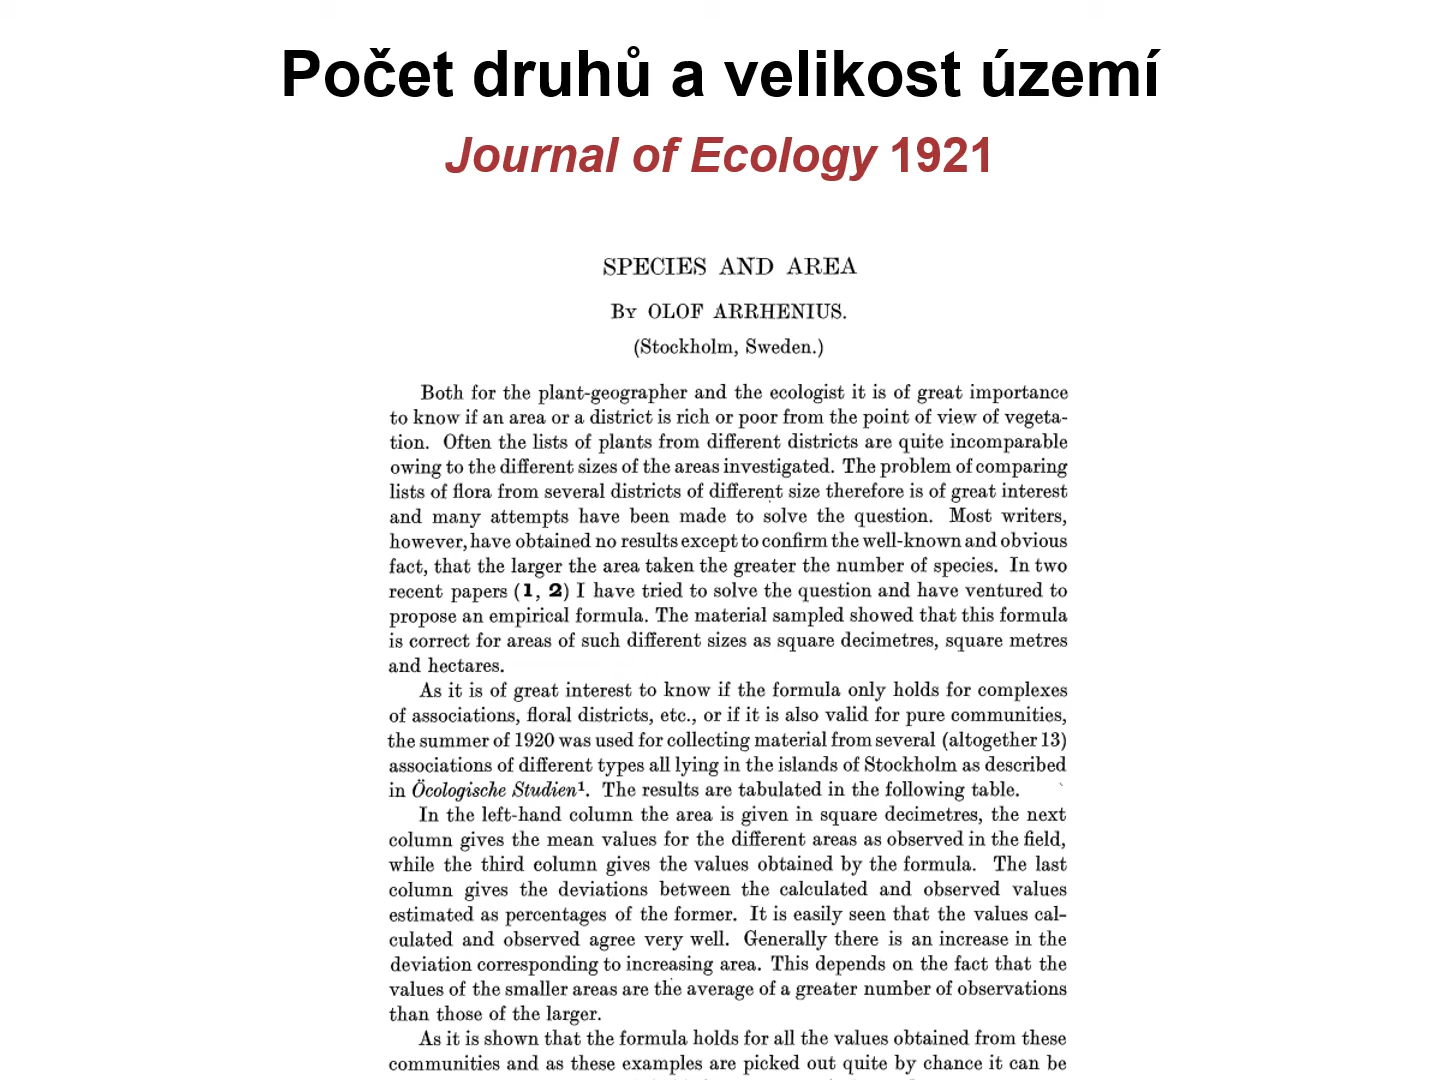 Počet druhů a velikost území
Journal of Ecology 1921
SPECIES AND AREA
By OLOF ARRHENIUS.
(Stockholm, Sweden.)
Both for the plant-geographer and the ecologist it is of great importance
to know if an area or a district is rich or poor from the point of view of vegeta-
tion. Often the lists of plants from different districts are quite incomparable
owing to the different sizes of the areas investigated. The problem of comparing
lists of flora from several districts of different size therefore is of great interest
and many attempts have been made to solve the question. Most writers,
however, have obtained no results except to confirm the well-known and obvious
fact, that the larger the area taken the greater the number of species. In two
recent papers (1, 2) I have tried to solve the question and have ventured to
propose an empirical formula. The material sampled showed that this formula
is correct for areas of such different sizes as square decimetres, square metres
and hectares.
As it is of great interest to know if the formula only holds for complexes
of associations, floral districts, etc., or if it is also valid for pure communities,
the summer of 1920 was used for collecting material from several (altogether 13)
associations of different types all lying in the islands of Stockholm as described
in Öcologische Studien¹. The results are tabulated in the following table.
In the left-hand column the area is given in square decimetres, the next
column gives the mean values for the different areas as observed in the field,
while the third column gives the values obtained by the formula. The last
column gives the deviations between the calculated and observed values
estimated as percentages of the former. It is easily seen that the values cal-
culated and observed agree very well. Generally there is an increase in the
deviation corresponding to increasing area. This depends on the fact that the
values of the smaller areas are the average of a greater number of observations
than those of the larger.
As it is shown that the formula holds for all the values obtained from these
communities and as these examples are picked out quite by chance it can be